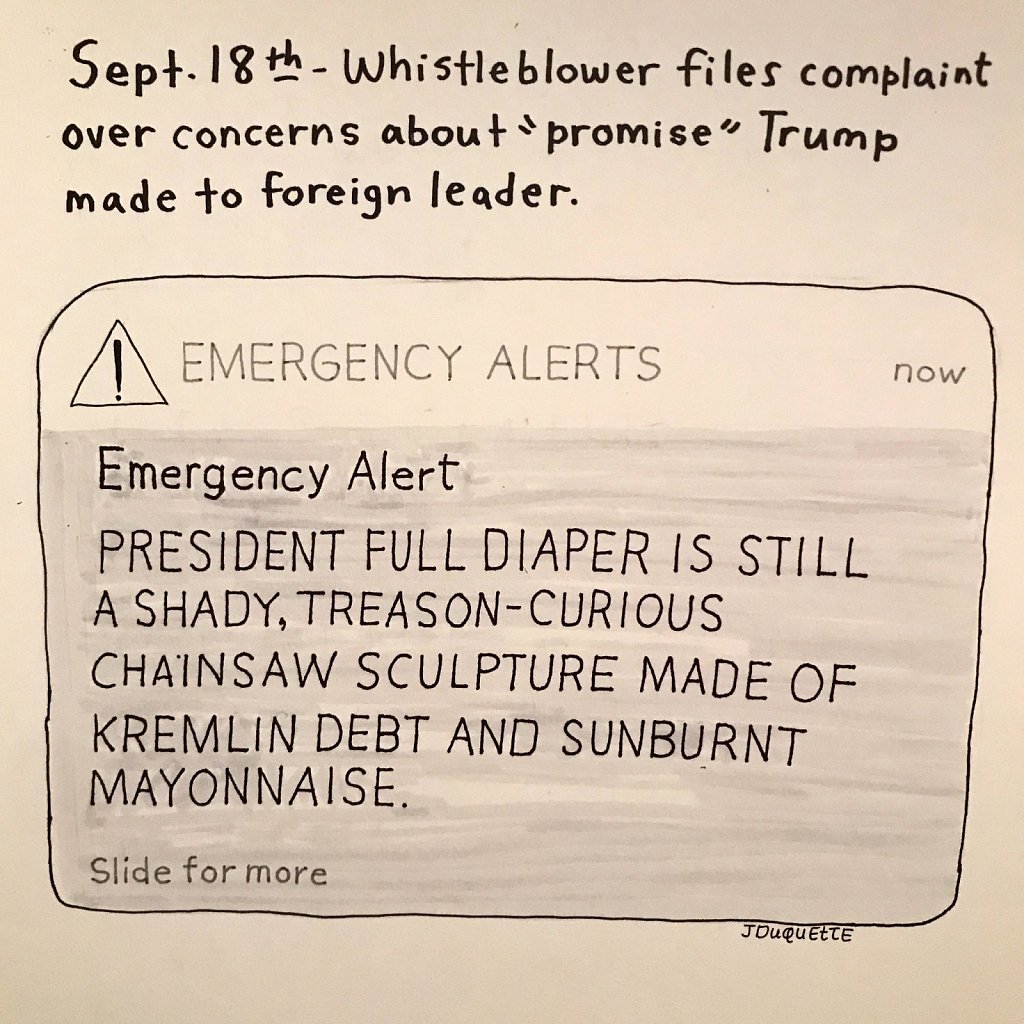 Sept. 18th - Whistleblower files complaint
over concerns about "promise" Trump
made to foreign leader.
! EMERGENCY ALERTS now
Emergency Alert
PRESIDENT FULL DIAPER IS STILL
A SHADY, TREASON-CURIOUS
CHAINSAW SCULPTURE MADE OF
KREMLIN DEBT AND SUNBURNT
MAYONNAISE.
Slide for more
JDUQUETTE